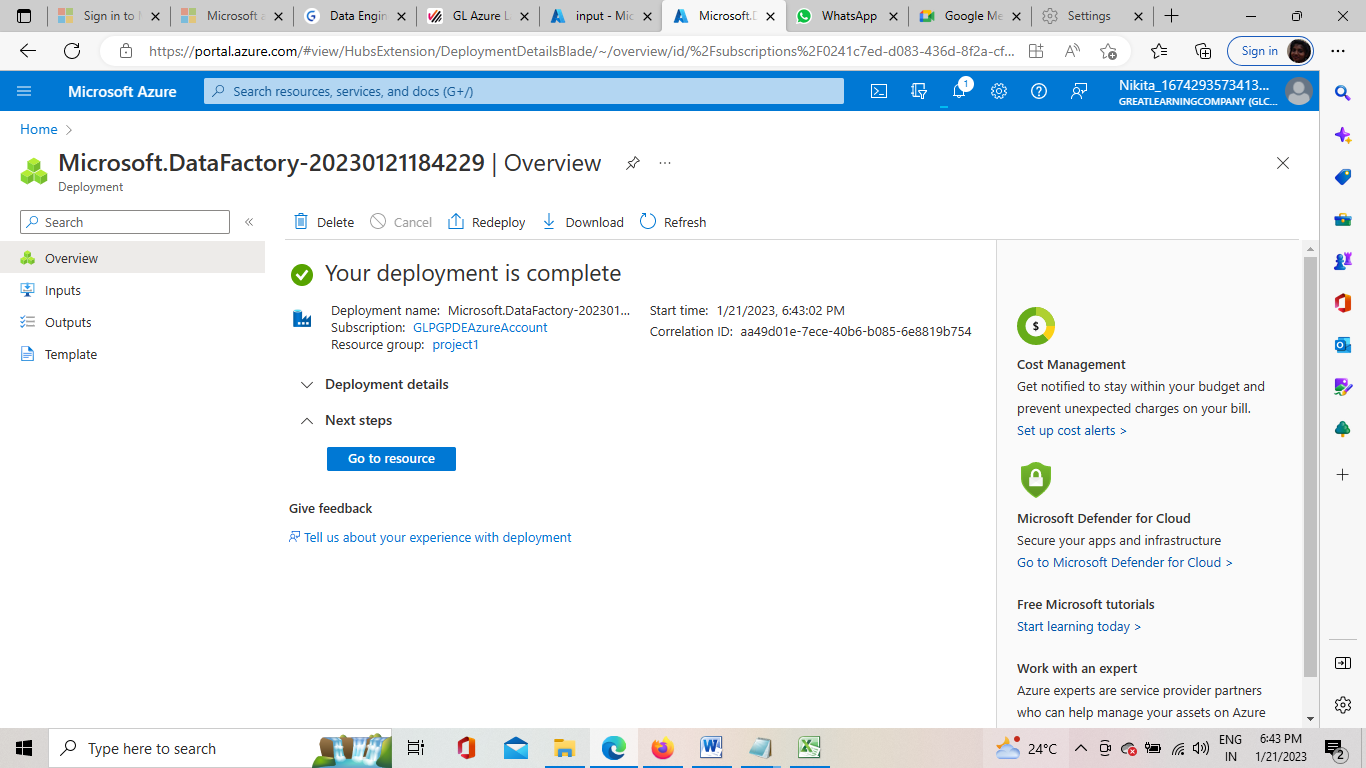 Sign in to M
Microsoft a
Data Engin
GL Azure L
input - Mic
Microsoft.D
WhatsApp
Google Me
Settings
https://portal.azure.com/#view/HubsExtension/DeploymentDetailsBlade/~/overview/id/%2Fsubscriptions%2F0241c7ed-d083-436d-8f2a-cf...
Sign in
Microsoft Azure
Search resources, services, and docs (G+/)
1
Nikita_1674293573413...
GREATLEARNINGCOMPANY (GLC...
Home
Microsoft.DataFactory-20230121184229 | Overview
Deployment
Search
Delete
Cancel
Redeploy
Download
Refresh
Overview
Inputs
Outputs
Template
Your deployment is complete
Deployment name: Microsoft.DataFactory-202301...
Subscription: GLPGPDEAzureAccount
Resource group: project1
Start time: 1/21/2023, 6:43:02 PM
Correlation ID: aa49d01e-7ece-40b6-b085-6e8819b754
Deployment details
Next steps
Go to resource
Give feedback
Tell us about your experience with deployment
Cost Management
Get notified to stay within your budget and
prevent unexpected charges on your bill.
Set up cost alerts >
Microsoft Defender for Cloud
Secure your apps and infrastructure
Go to Microsoft Defender for Cloud >
Free Microsoft tutorials
Start learning today >
Work with an expert
Azure experts are service provider partners
who can help manage your assets on Azure
Type here to search
24°C
ENG
IN
6:43 PM
1/21/2023
2